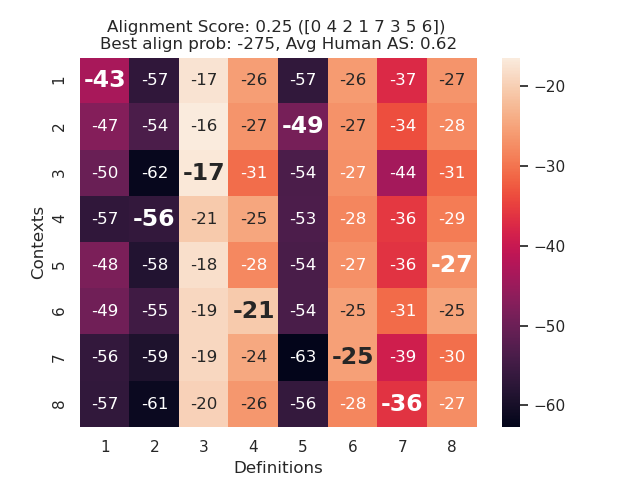 Alignment Score: 0.25 ([0 4 2 1 7 3 5 6])
Best align prob: -275, Avg Human AS: 0.62
1 -43 -57 -17 -26 -57 -26 -37 -27
2 -47 -54 -16 -27 -49 -27 -34 -28
3 -50 -62 -17 -31 -54 -27 -44 -31
4 -57 -56 -21 -25 -53 -28 -36 -29
5 -48 -58 -18 -28 -54 -27 -36 -27
6 -49 -55 -19 -21 -54 -25 -31 -25
7 -56 -59 -19 -24 -63 -25 -39 -30
8 -57 -61 -20 -26 -56 -28 -36 -27
1 2 3 4 5 6 7 8
Definitions
Contexts
−20
−30
−40
−50
−60